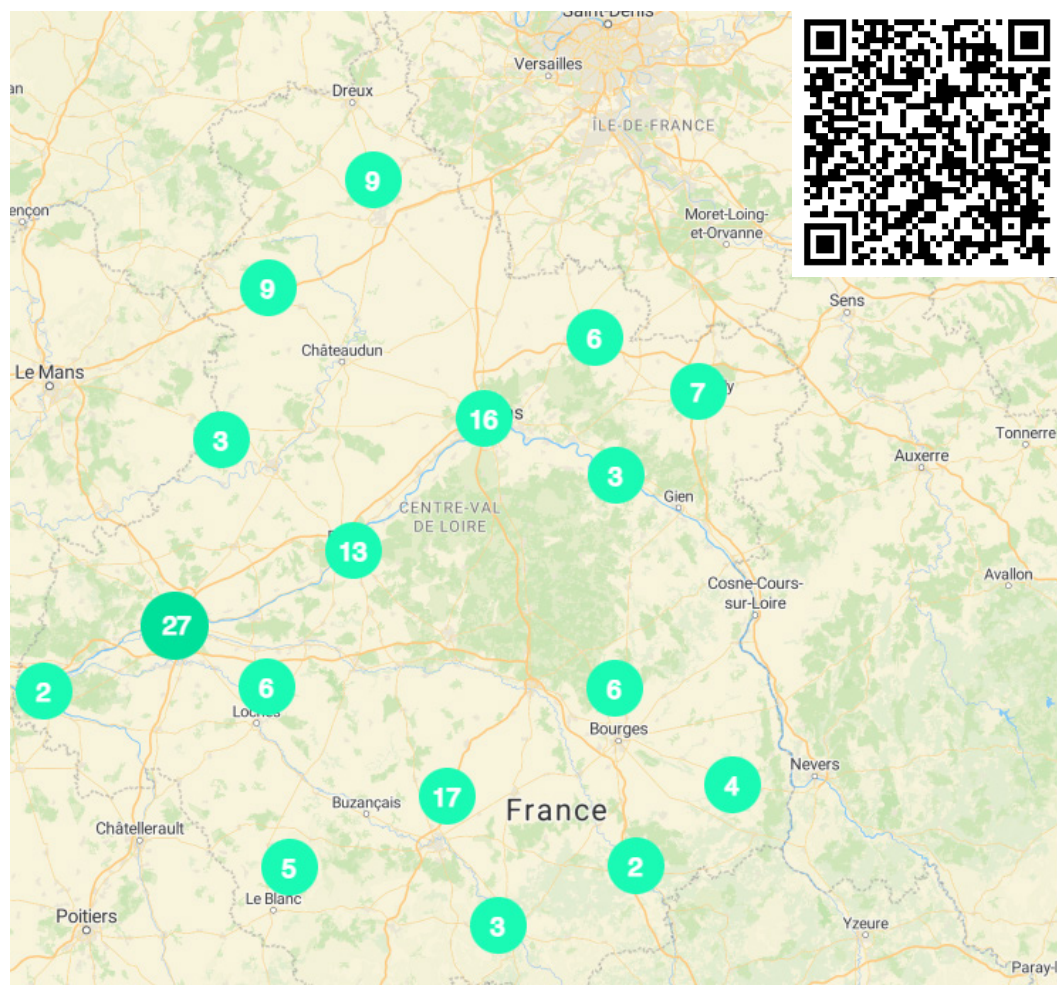 Saint-Denis
Versailles
Dreux
ÎLE-DE-FRANCE
9
ençon
Moret-Loing-
et-Orvanne
9
Sens
6
Châteaudun
Le Mans
7
16
3
Tonnerre
Auxerre
3
Gien
CENTRE-VAL
DE LOIRE
13
Avallon
Cosne-Cours-
sur-Loire
27
2
6
6
Loches
Bourges
Nevers
4
17
Buzançais
France
Châtellerault
5
2
Le Blanc
Poitiers
3
Yzeure
Paray-l